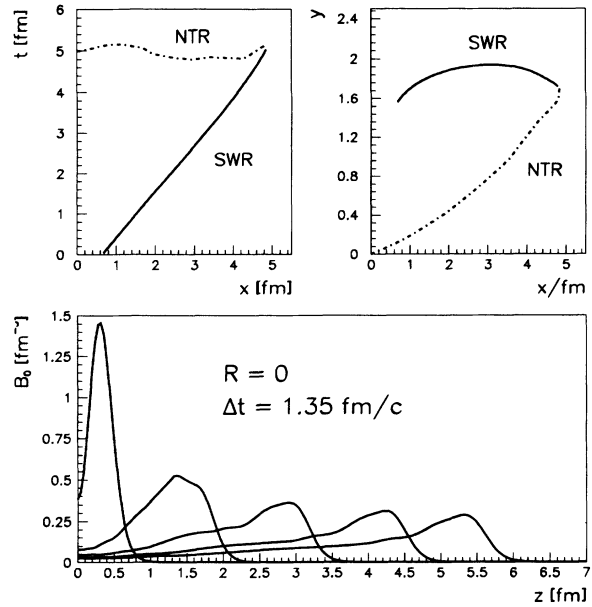 t [fm]
6
5
4
3
2
1
0
NTR
SWR
0 1 2 3 4 5
x [fm]
y
2.4
2
1.6
1.2
0.8
0.4
0
SWR
NTR
0 1 2 3 4 5
x/fm
B₀ [fm⁻³]
1.5
1.25
1
0.75
0.5
0.25
0
R = 0
Δt = 1.35 fm/c
0 0.5 1 1.5 2 2.5 3 3.5 4 4.5 5 5.5 6 6.5 7
z [fm]